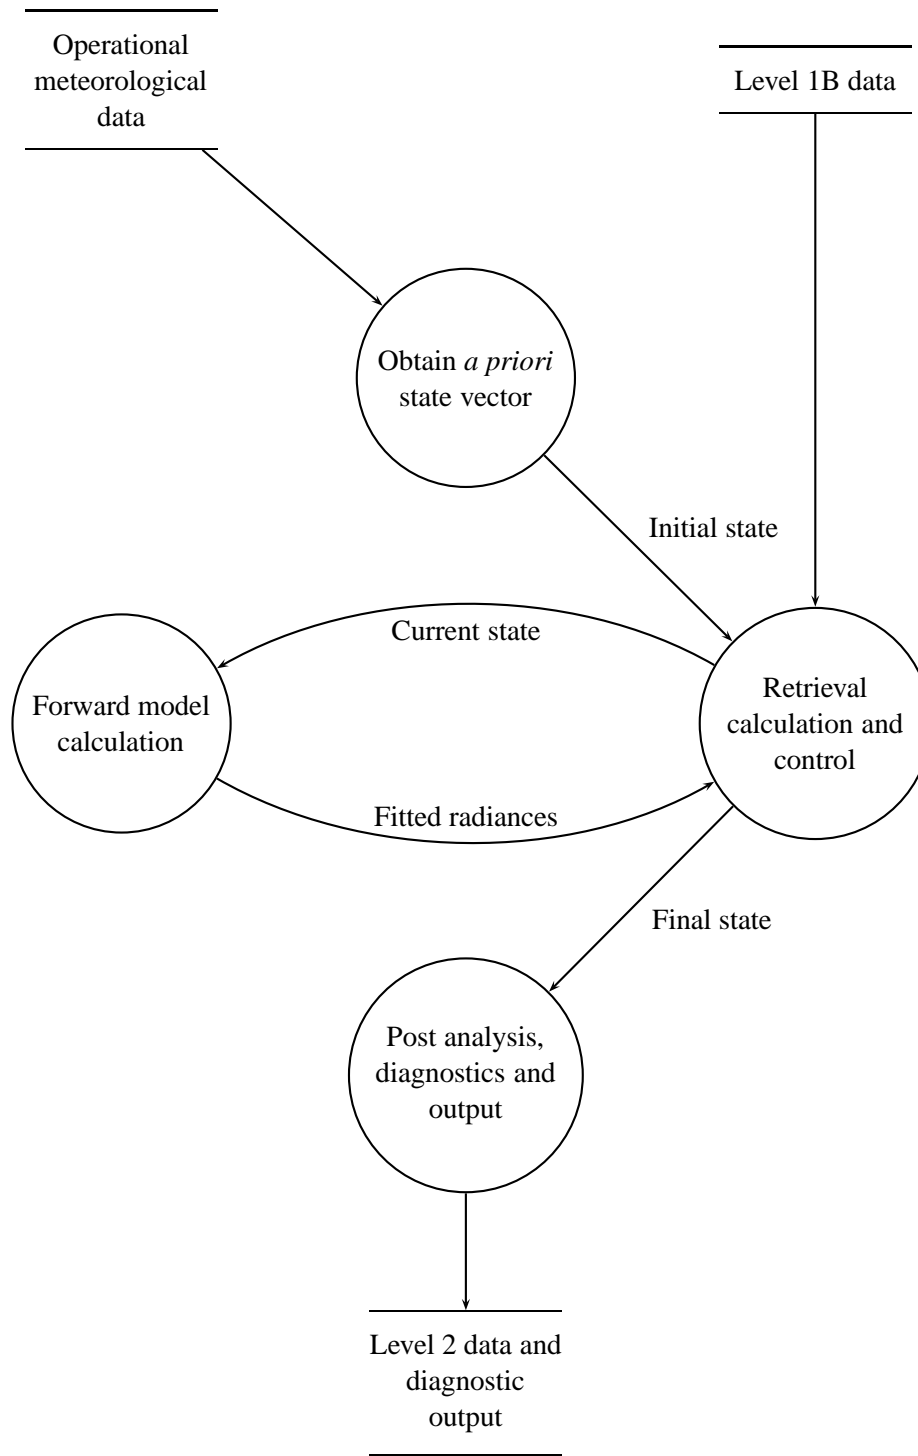 Operational
meteorological
data
Level 1B data
Obtain a priori
state vector
Initial state
Current state
Forward model
calculation
Retrieval
calculation and
control
Fitted radiances
Final state
Post analysis,
diagnostics and
output
Level 2 data and
diagnostic
output